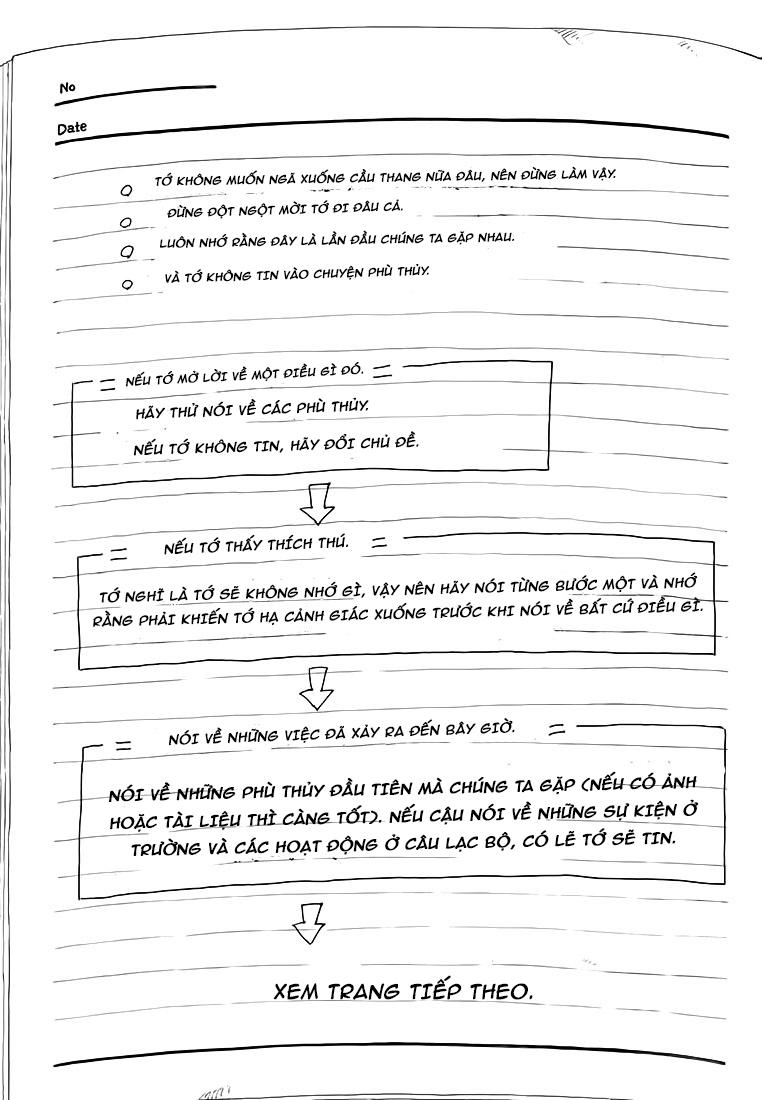 No
Date
TỚ KHÔNG MUỐN NGÃ XUỐNG CẦU THANG NỮA ĐÂU, NÊN ĐỪNG LÀM VẬY.
ĐỪNG ĐỘT NGỘT MỜI TỚ ĐI ĐÂU CẢ.
LUÔN NHỚ RẰNG ĐÂY LÀ LẦN ĐẦU CHÚNG TA GẶP NHAU.
VÀ TỚ KHÔNG TIN VÀO CHUYỆN PHÙ THỦY.
NẾU TỚ MỞ LỜI VỀ MỘT ĐIỀU GÌ ĐÓ.
HÃY THỬ NÓI VỀ CÁC PHÙ THỦY.
NẾU TỚ KHÔNG TIN, HÃY ĐỔI CHỦ ĐỀ.
NẾU TỚ THẤY THÍCH THÚ.
TỚ NGHĨ LÀ TỚ SẼ KHÔNG NHỚ GÌ, VẬY NÊN HÃY NÓI TỪNG BƯỚC MỘT VÀ NHỚ
RẰNG PHẢI KHIẾN TỚ HẠ CẢNH GIÁC XUỐNG TRƯỚC KHI NÓI VỀ BẤT CỨ ĐIỀU GÌ.
NÓI VỀ NHỮNG VIỆC ĐÃ XẢY RA ĐẾN BÂY GIỜ.
NÓI VỀ NHỮNG PHÙ THỦY ĐẦU TIÊN MÀ CHÚNG TA GẶP (NẾU CÓ ẢNH
HOẶC TÀI LIỆU THÌ CÀNG TỐT). NẾU CẬU NÓI VỀ NHỮNG SỰ KIỆN Ở
TRƯỜNG VÀ CÁC HOẠT ĐỘNG Ở CÂU LẠC BỘ, CÓ LẼ TỚ SẼ TIN.
XEM TRANG TIẾP THEO.